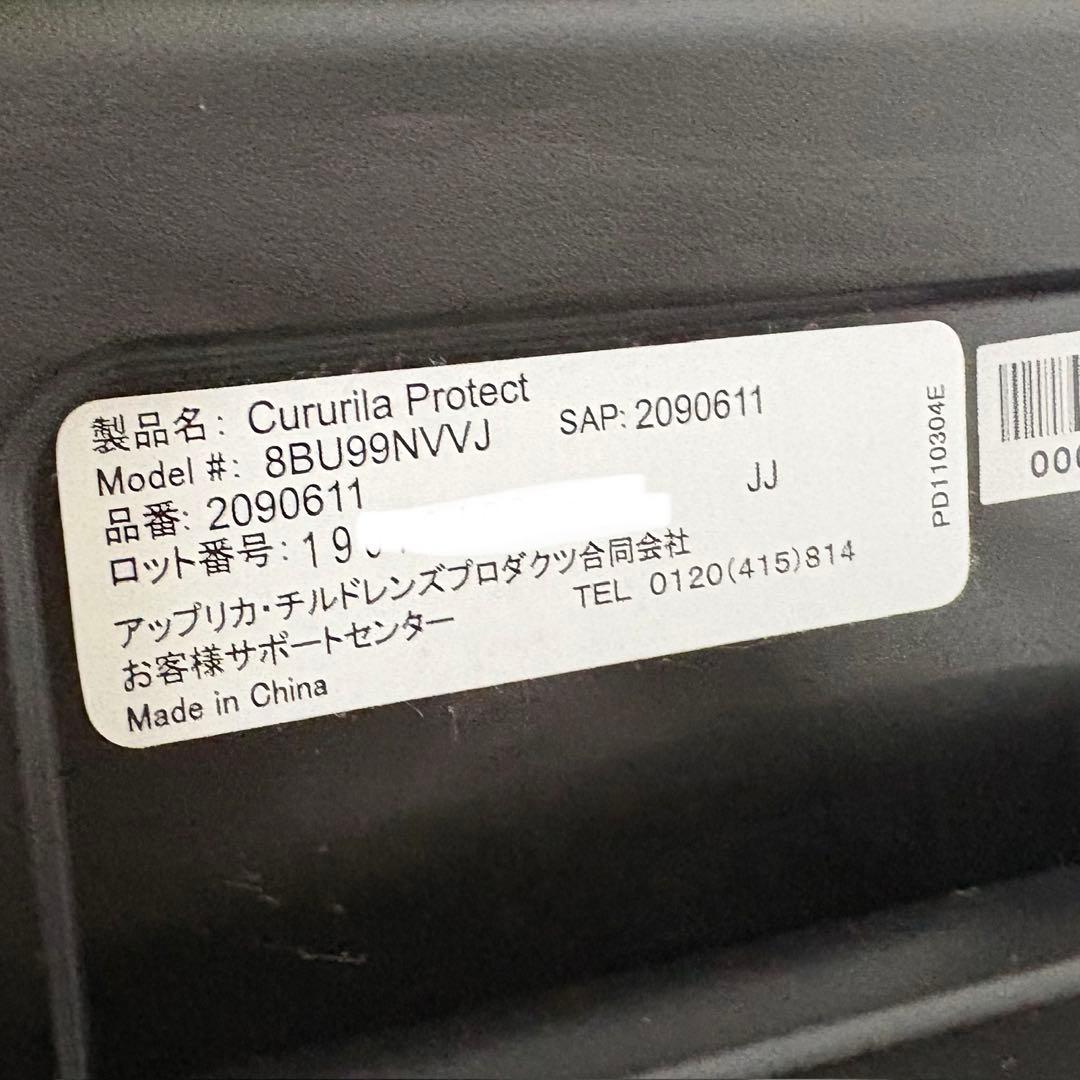 製品名: Cururila Protect
Model #: 8BU99NVVJ SAP: 2090611
品番: 2090611
ロット番号: 19 JJ
アップリカ・チルドレンズプロダクツ合同会社
お客様サポートセンター TEL 0120(415)814
Made in China
PD110304E
000